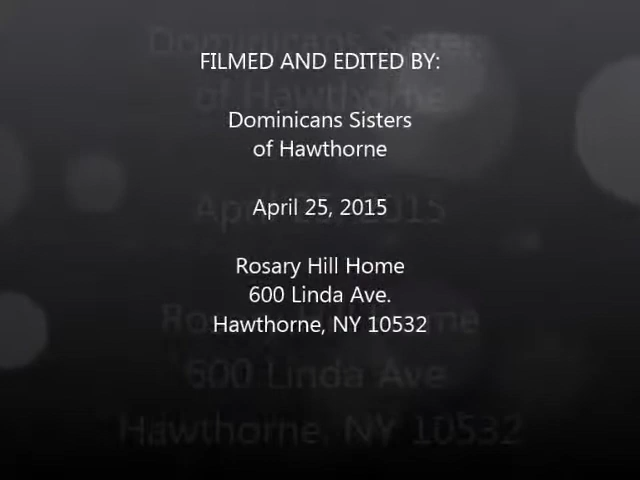 FILMED AND EDITED BY:
Dominicans Sisters
of Hawthorne
April 25, 2015
Rosary Hill Home
600 Linda Ave.
Hawthorne, NY 10532